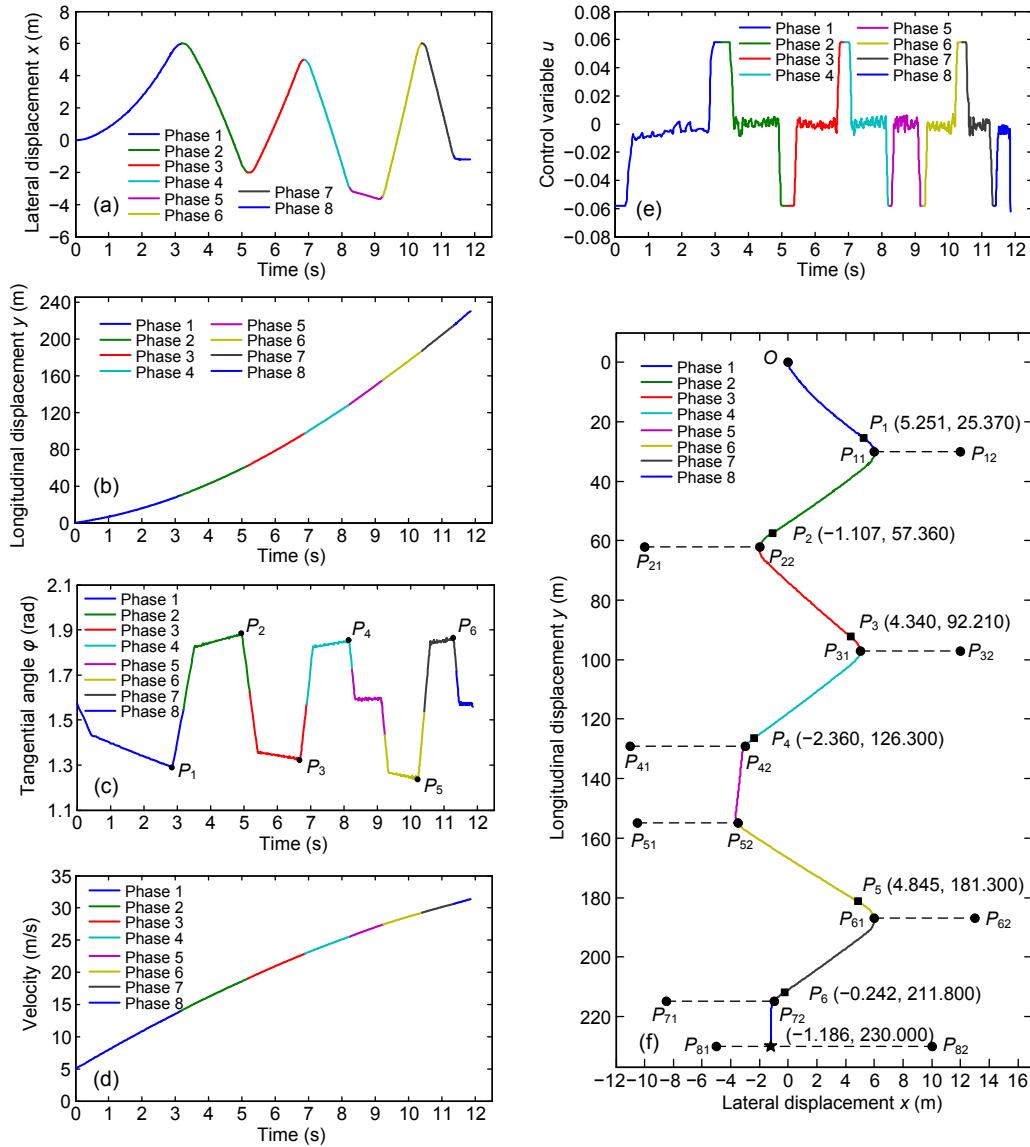 Lateral displacement x (m)
8
6
4
2
0
−2
−4
−6
Phase 1
Phase 2
Phase 3
Phase 4
Phase 5
Phase 6
Phase 7
Phase 8
(a)
0 1 2 3 4 5 6 7 8 9 10 11 12
Time (s)
Longitudinal displacement y (m)
240
200
160
120
80
40
0
Phase 1
Phase 2
Phase 3
Phase 4
Phase 5
Phase 6
Phase 7
Phase 8
(b)
0 1 2 3 4 5 6 7 8 9 10 11 12
Time (s)
Tangential angle φ (rad)
2.1
1.9
1.7
1.5
1.3
1.1
Phase 1
Phase 2
Phase 3
Phase 4
Phase 5
Phase 6
Phase 7
Phase 8
P1
P2
P3
P4
P5
P6
(c)
0 1 2 3 4 5 6 7 8 9 10 11 12
Time (s)
Velocity (m/s)
35
30
25
20
15
10
5
0
Phase 1
Phase 2
Phase 3
Phase 4
Phase 5
Phase 6
Phase 7
Phase 8
(d)
0 1 2 3 4 5 6 7 8 9 10 11 12
Time (s)
Control variable u
0.08
0.06
0.04
0.02
0
−0.02
−0.04
−0.06
−0.08
Phase 1
Phase 2
Phase 3
Phase 4
Phase 5
Phase 6
Phase 7
Phase 8
(e)
0 1 2 3 4 5 6 7 8 9 10 11 12
Time (s)
Longitudinal displacement y (m)
0
20
40
60
80
100
120
140
160
180
200
220
Phase 1
Phase 2
Phase 3
Phase 4
Phase 5
Phase 6
Phase 7
Phase 8
O
P1 (5.251, 25.370)
P11
P12
P2 (−1.107, 57.360)
P21
P22
P3 (4.340, 92.210)
P31
P32
P4 (−2.360, 126.300)
P41
P42
P51
P52
P5 (4.845, 181.300)
P61
P62
P6 (−0.242, 211.800)
P71
P72
(−1.186, 230.000)
P81
P82
(f)
−12 −10 −8 −6 −4 −2 0 2 4 6 8 10 12 14 16
Lateral displacement x (m)